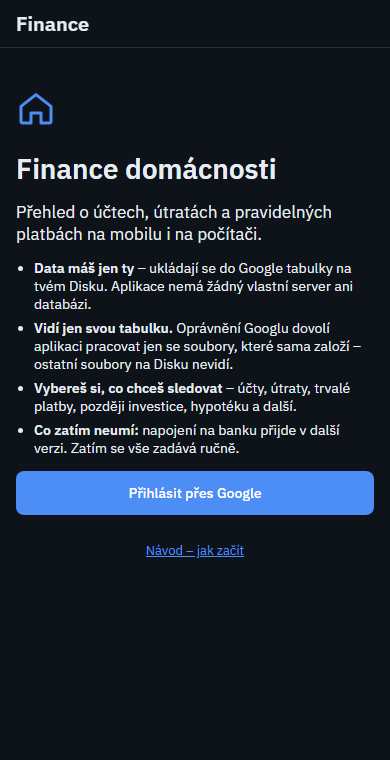 Finance
Finance domácnosti
Přehled o účtech, útratách a pravidelných
platbách na mobilu i na počítači.
• Data máš jen ty – ukládají se do Google tabulky na
tvém Disku. Aplikace nemá žádný vlastní server ani
databázi.
• Vidí jen svou tabulku. Oprávnění Googlu dovolí
aplikaci pracovat jen se soubory, které sama založí –
ostatní soubory na Disku nevidí.
• Vybereš si, co chceš sledovat – účty, útraty, trvalé
platby, později investice, hypotéku a další.
• Co zatím neumí: napojení na banku přijde v další
verzi. Zatím se vše zadává ručně.
Přihlásit přes Google
Návod – jak začít